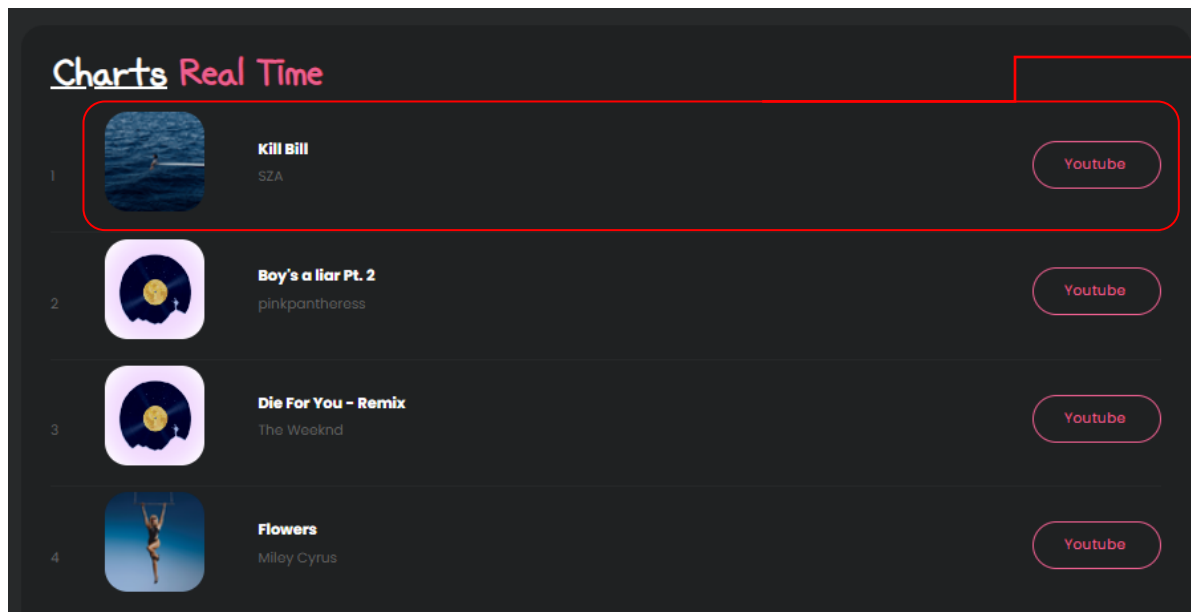 Charts Real Time
1
Kill Bill
SZA
Youtube
2
Boy's a liar Pt. 2
pinkpantheress
Youtube
3
Die For You - Remix
The Weeknd
Youtube
4
Flowers
Miley Cyrus
Youtube